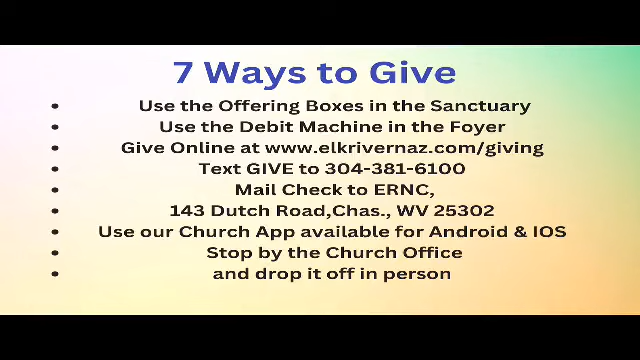 7 Ways to Give
• Use the Offering Boxes in the Sanctuary
• Use the Debit Machine in the Foyer
• Give Online at www.elkrivernaz.com/giving
• Text GIVE to 304-381-6100
• Mail Check to ERNC,
• 143 Dutch Road,Chas., WV 25302
• Use our Church App available for Android & IOS
• Stop by the Church Office
• and drop it off in person